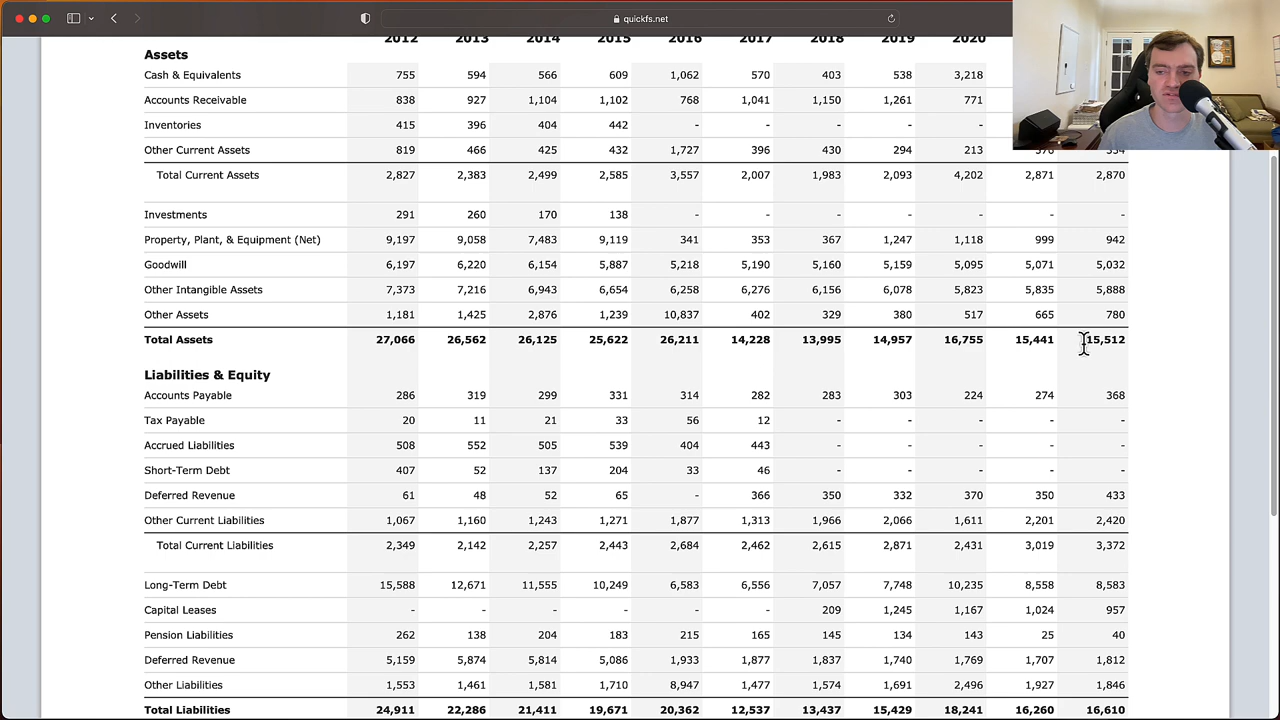 quickfs.net
2012 2013 2014 2015 2016 2017 2018 2019 2020
Assets
Cash & Equivalents 755 594 566 609 1,062 570 403 538 3,218
Accounts Receivable 838 927 1,104 1,102 768 1,041 1,150 1,261 771
Inventories 415 396 404 442 - - - - -
Other Current Assets 819 466 425 432 1,727 396 430 294 213
Total Current Assets 2,827 2,383 2,499 2,585 3,557 2,007 1,983 2,093 4,202 2,871 2,870
Investments 291 260 170 138 - - - - - - -
Property, Plant, & Equipment (Net) 9,197 9,058 7,483 9,119 341 353 367 1,247 1,118 999 942
Goodwill 6,197 6,220 6,154 5,887 5,218 5,190 5,160 5,159 5,095 5,071 5,032
Other Intangible Assets 7,373 7,216 6,943 6,654 6,258 6,276 6,156 6,078 5,823 5,835 5,888
Other Assets 1,181 1,425 2,876 1,239 10,837 402 329 380 517 665 780
Total Assets 27,066 26,562 26,125 25,622 26,211 14,228 13,995 14,957 16,755 15,441 15,512
Liabilities & Equity
Accounts Payable 286 319 299 331 314 282 283 303 224 274 368
Tax Payable 20 11 21 33 56 12 - - - - -
Accrued Liabilities 508 552 505 539 404 443 - - - - -
Short-Term Debt 407 52 137 204 33 46 - - - - -
Deferred Revenue 61 48 52 65 - 366 350 332 370 350 433
Other Current Liabilities 1,067 1,160 1,243 1,271 1,877 1,313 1,966 2,066 1,611 2,201 2,420
Total Current Liabilities 2,349 2,142 2,257 2,443 2,684 2,462 2,615 2,871 2,431 3,019 3,372
Long-Term Debt 15,588 12,671 11,555 10,249 6,583 6,556 7,057 7,748 10,235 8,558 8,583
Capital Leases - - - - - - 209 1,245 1,167 1,024 957
Pension Liabilities 262 138 204 183 215 165 145 134 143 25 40
Deferred Revenue 5,159 5,874 5,814 5,086 1,933 1,877 1,837 1,740 1,769 1,707 1,812
Other Liabilities 1,553 1,461 1,581 1,710 8,947 1,477 1,574 1,691 2,496 1,927 1,846
Total Liabilities 24,911 22,286 21,411 19,671 20,362 12,537 13,437 15,429 18,241 16,260 16,610